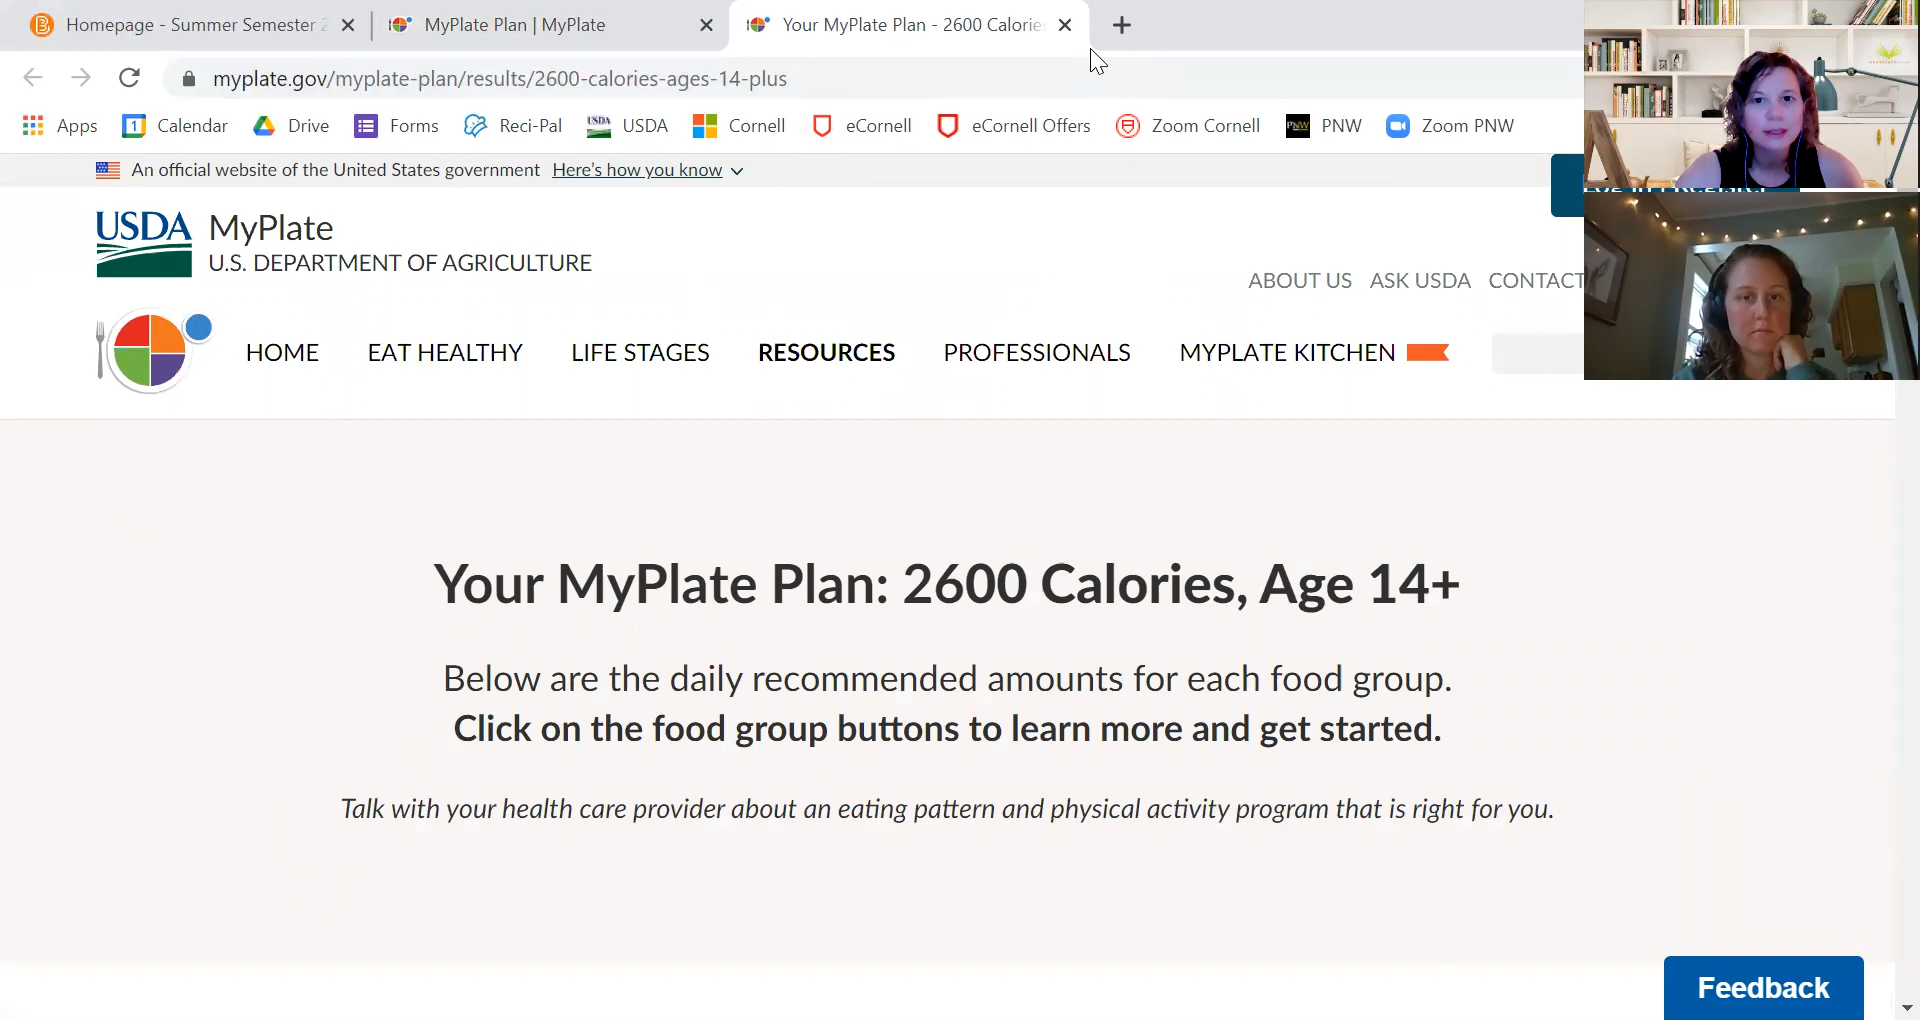 Homepage - Summer Semester
MyPlate Plan | MyPlate
Your MyPlate Plan - 2600 Calorie
myplate.gov/myplate-plan/results/2600-calories-ages-14-plus
Apps Calendar Drive Forms Reci-Pal USDA Cornell eCornell eCornell Offers Zoom Cornell PNW Zoom PNW
An official website of the United States government Here's how you know
USDA MyPlate
U.S. DEPARTMENT OF AGRICULTURE
ABOUT US ASK USDA CONTACT
HOME EAT HEALTHY LIFE STAGES RESOURCES PROFESSIONALS MYPLATE KITCHEN
Your MyPlate Plan: 2600 Calories, Age 14+
Below are the daily recommended amounts for each food group.
Click on the food group buttons to learn more and get started.
Talk with your health care provider about an eating pattern and physical activity program that is right for you.
Feedback